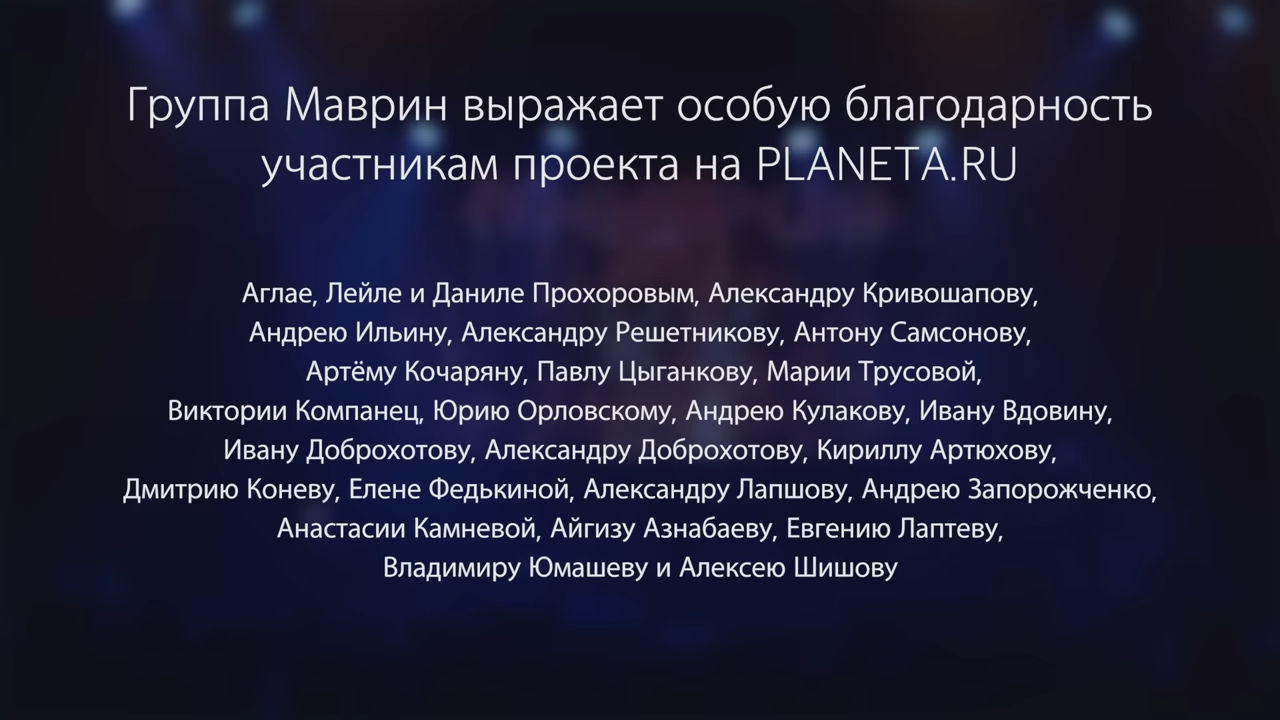 Группа Маврин выражает особую благодарность
участникам проекта на PLANETA.RU
Аглае, Лейле и Даниле Прохоровым, Александру Кривошапову,
Андрею Ильину, Александру Решетникову, Антону Самсонову,
Артёму Кочаряну, Павлу Цыганкову, Марии Трусовой,
Виктории Компанец, Юрию Орловскому, Андрею Кулакову, Ивану Вдовину,
Ивану Доброхотову, Александру Доброхотову, Кириллу Артюхову,
Дмитрию Коневу, Елене Федькиной, Александру Лапшову, Андрею Запорожченко,
Анастасии Камневой, Айгизу Азнабаеву, Евгению Лаптеву,
Владимиру Юмашеву и Алексею Шишову